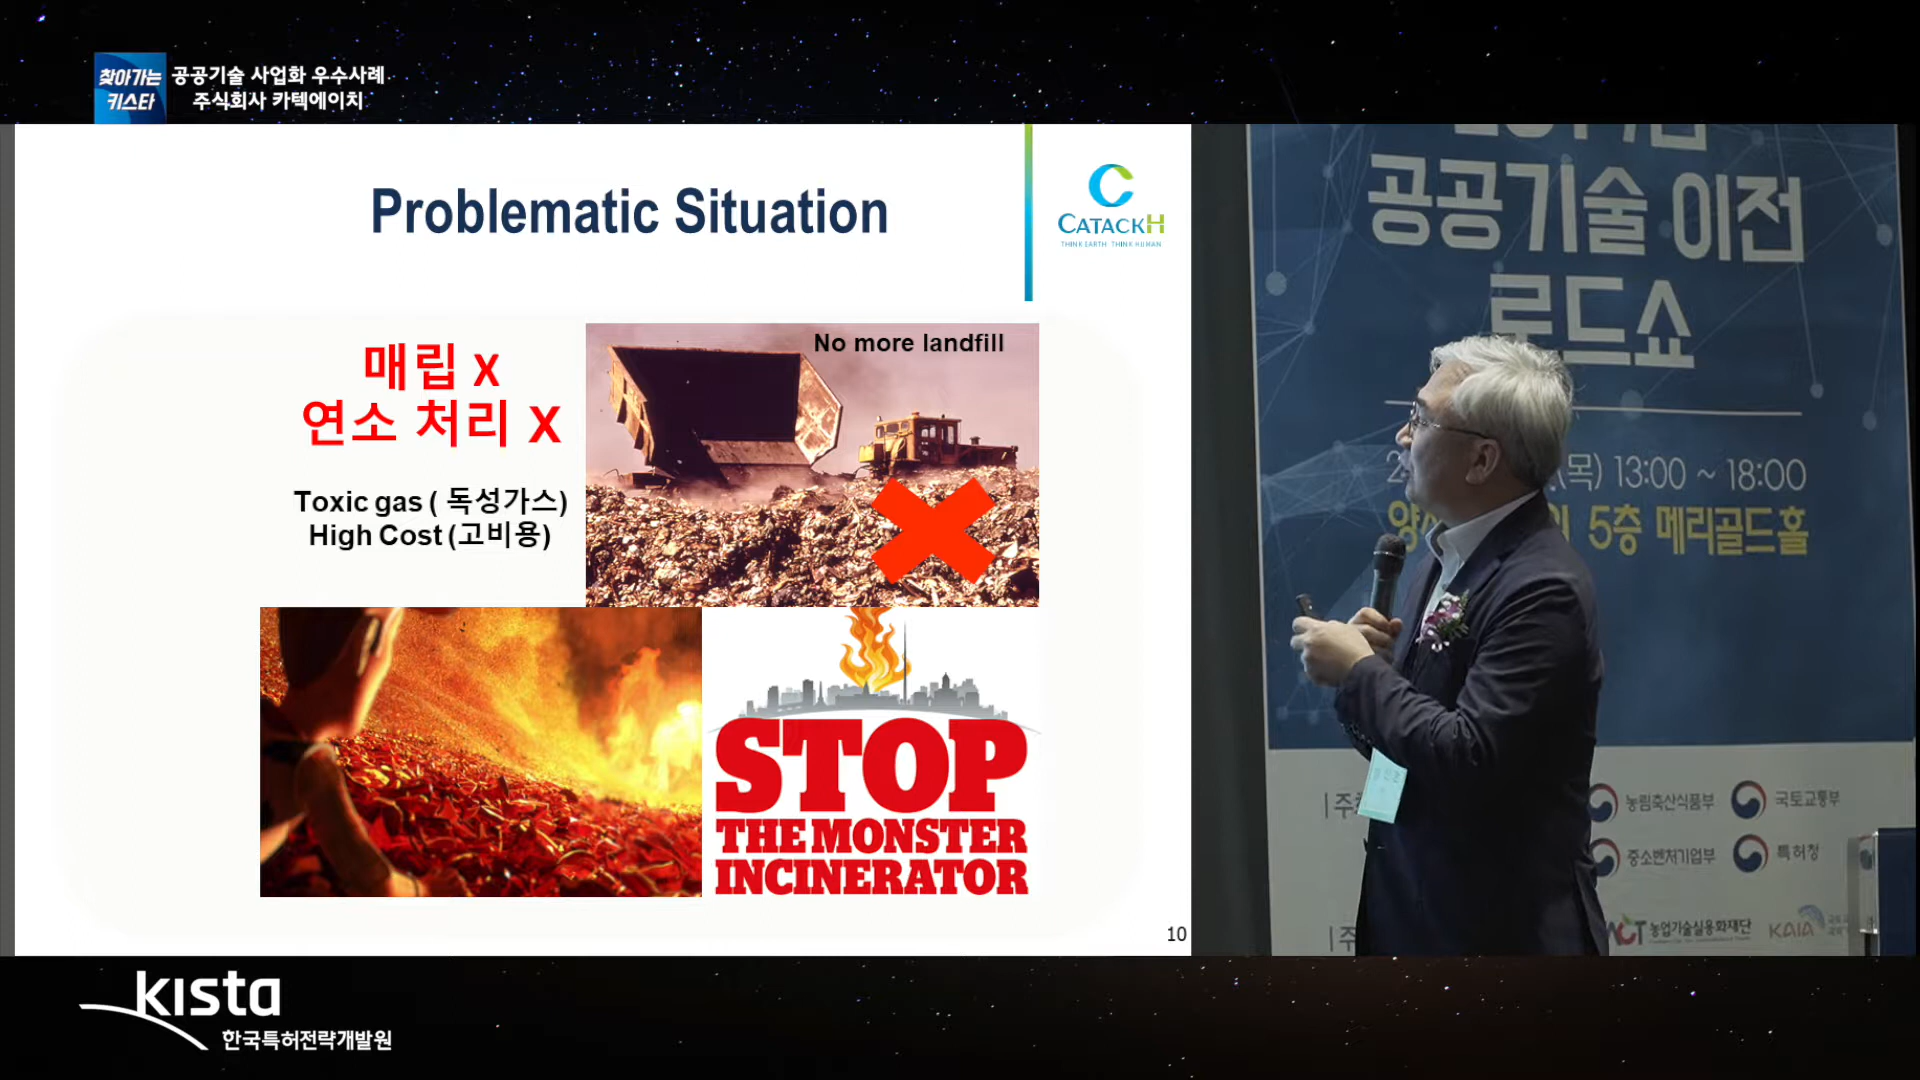 찾아가는
키스타
공공기술 사업화 우수사례
주식회사 카텍에이치
Problematic Situation
CATACKH
THINK EARTH THINK HUMAN
매립 X
연소 처리 X
Toxic gas ( 독성가스)
High Cost (고비용)
No more landfill
STOP
THE MONSTER
INCINERATOR
10
공공기술 이전
로드쇼
(목) 13:00 ~ 18:00
5층 메리골드홀
농림축산식품부
국토교통부
중소벤처기업부
특허청
농업기술실용화재단
KAIA
kista
한국특허전략개발원